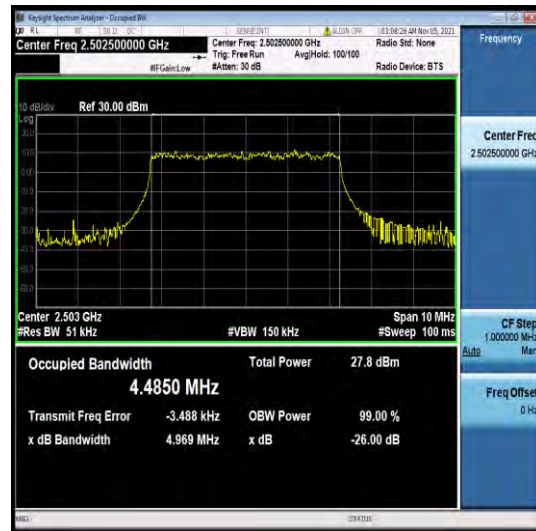 Keysight Spectrum Analyzer - Occupied BW
RL RF 50 Ω DC SENSE:INT ALIGN OFF 03:08:26 AM Nov 05, 2021
Center Freq 2.502500000 GHz
Center Freq: 2.502500000 GHz
Radio Std: None
Trig: Free Run Avg|Hold: 100/100
#IFGain:Low #Atten: 30 dB Radio Device: BTS
Frequency
10 dB/div Ref 30.00 dBm
Log
Center Freq
2.502500000 GHz
Center 2.503 GHz Span 10 MHz
#Res BW 51 kHz #VBW 150 kHz #Sweep 100 ms
CF Step
1.000000 MHz
Auto Man
Occupied Bandwidth Total Power 27.8 dBm
4.4850 MHz
Transmit Freq Error -3.488 kHz OBW Power 99.00 %
x dB Bandwidth 4.969 MHz x dB -26.00 dB
Freq Offset
0 Hz
MSG STATUS